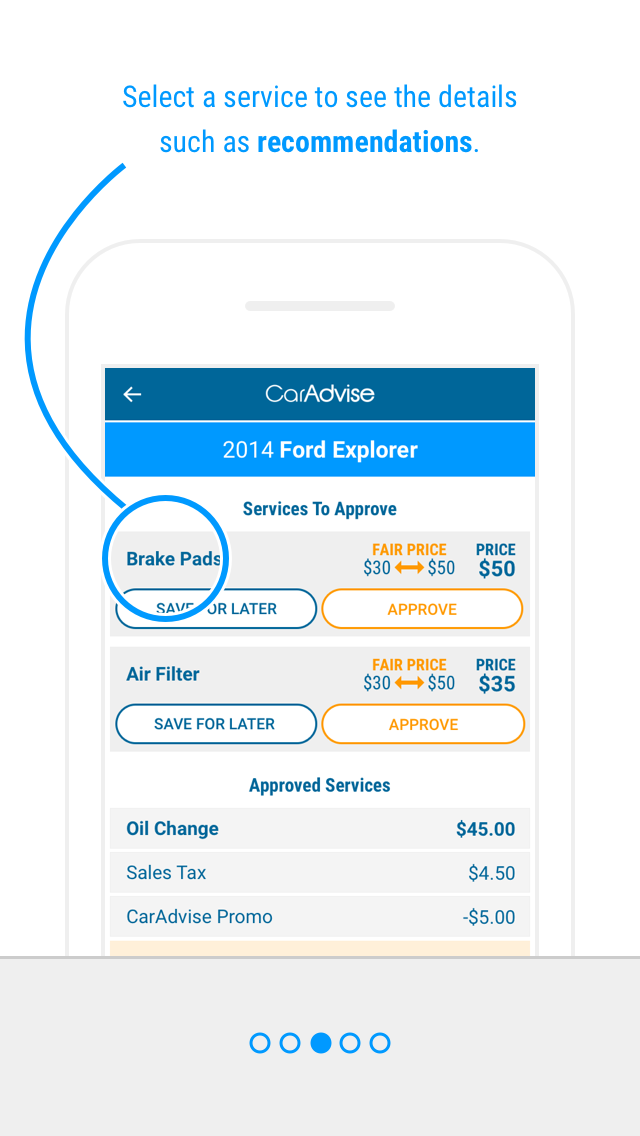 Select a service to see the details
such as recommendations.
CarAdvise
2014 Ford Explorer
Services To Approve
Brake Pads
FAIR PRICE
$30 $50
PRICE
$50
SAVE FOR LATER
APPROVE
Air Filter
FAIR PRICE
$30 $50
PRICE
$35
SAVE FOR LATER
APPROVE
Approved Services
Oil Change $45.00
Sales Tax $4.50
CarAdvise Promo -$5.00